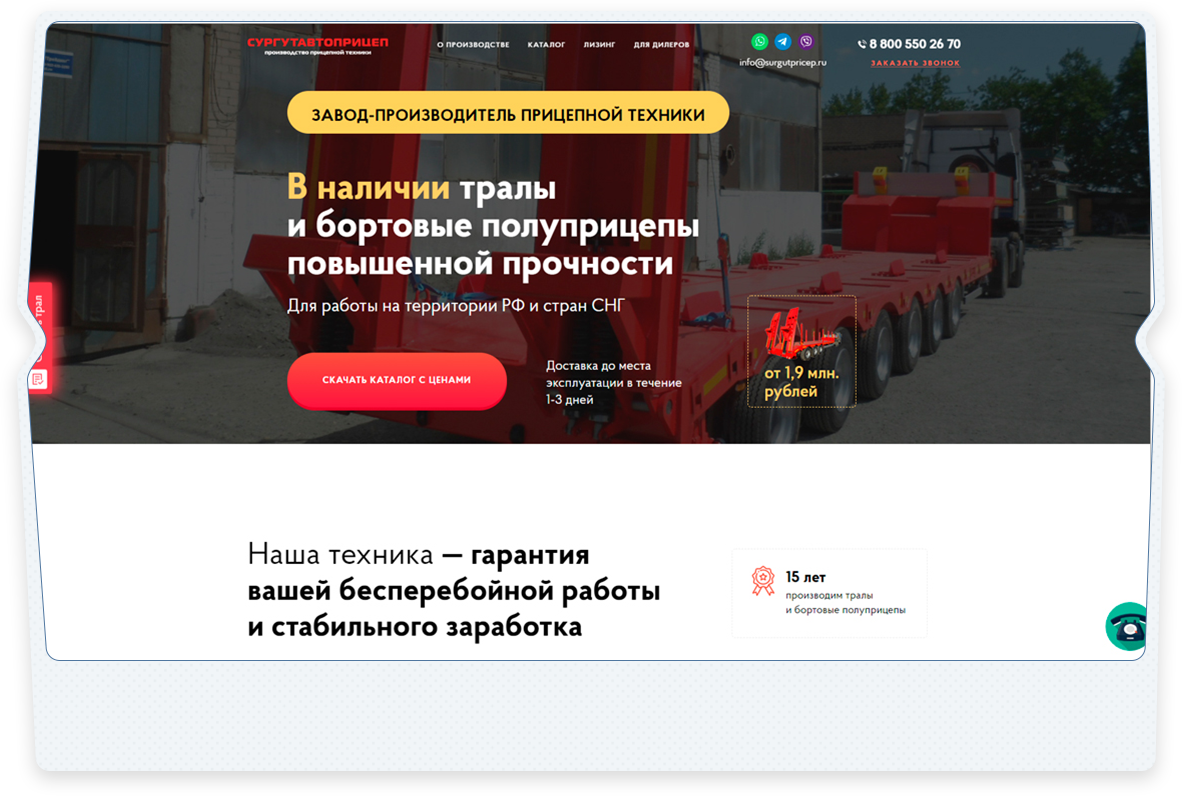 СУРГУТАВТОПРИЦЕП
производство прицепной техники
О ПРОИЗВОДСТВЕ КАТАЛОГ ЛИЗИНГ ДЛЯ ДИЛЕРОВ
info@surgutpricep.ru
8 800 550 26 70
ЗАКАЗАТЬ ЗВОНОК
ЗАВОД-ПРОИЗВОДИТЕЛЬ ПРИЦЕПНОЙ ТЕХНИКИ
В наличии тралы
и бортовые полуприцепы
повышенной прочности
Для работы на территории РФ и стран СНГ
СКАЧАТЬ КАТАЛОГ С ЦЕНАМИ
Доставка до места
эксплуатации в течение
1-3 дней
от 1,9 млн.
рублей
трал
Наша техника — гарантия
вашей бесперебойной работы
и стабильного заработка
15 лет
производим тралы
и бортовые полуприцепы